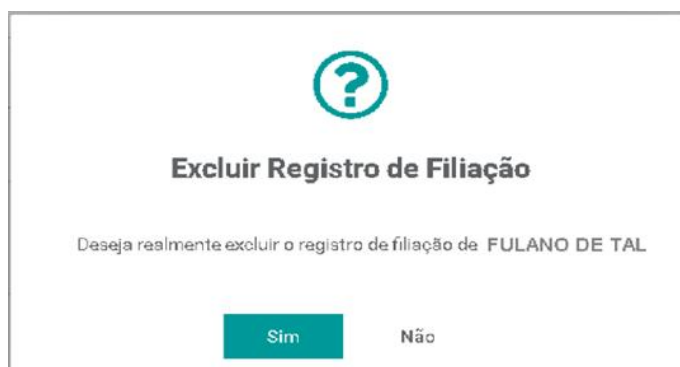 ?
Excluir Registro de Filiação
Deseja realmente excluir o registro de filiação de FULANO DE TAL
Sim Não